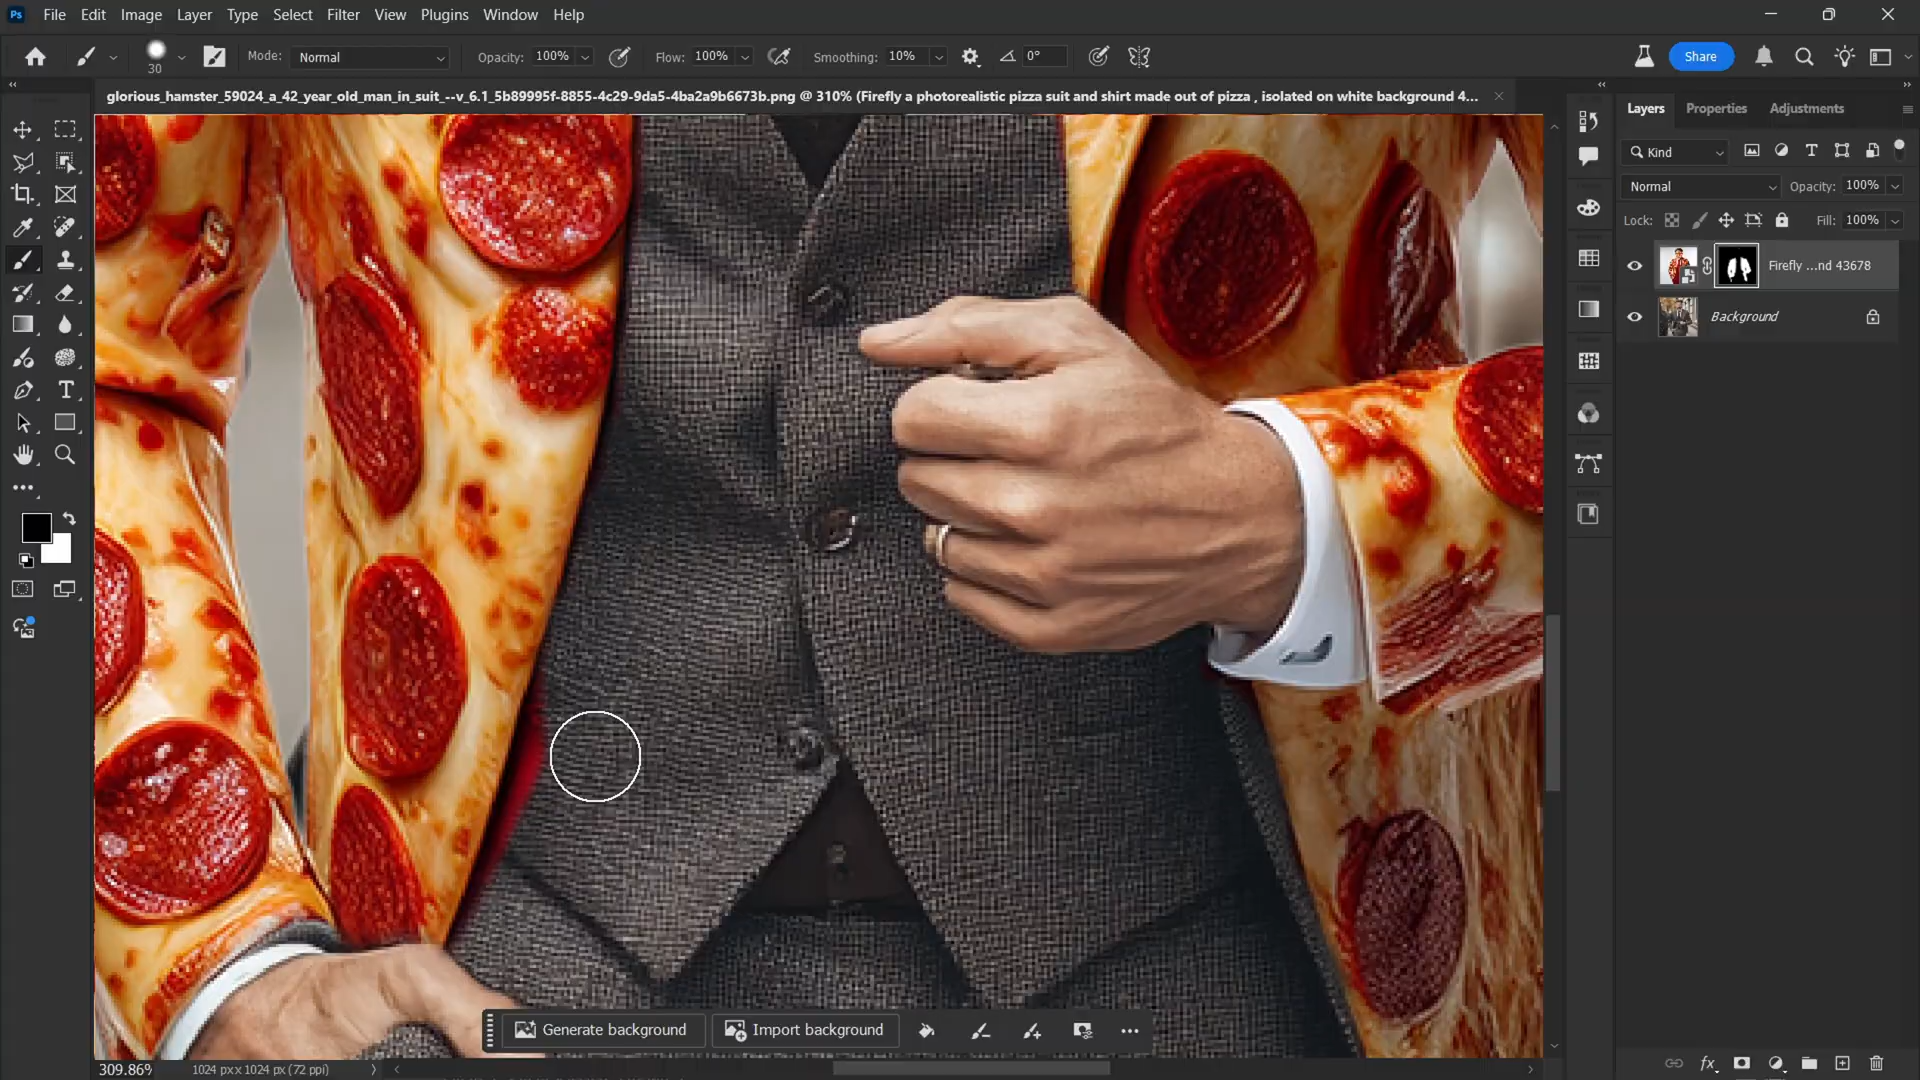 Ps File Edit Image Layer Type Select Filter View Plugins Window Help
30 Mode: Normal Opacity: 100% Flow: 100% Smoothing: 10% 0° Share
glorious_hamster_59024_a_42_year_old_man_in_suit_--v_6.1_5b89995f-8855-4c29-9da5-4ba2a9b6673b.png @ 310% (Firefly a photorealistic pizza suit and shirt made out of pizza , isolated on white background 4...
Layers Properties Adjustments
Kind
Normal Opacity: 100%
Lock: Fill: 100%
Firefly ...nd 43678
Background
Generate background Import background
309.86% 1024 px x 1024 px (72 ppi)
fx